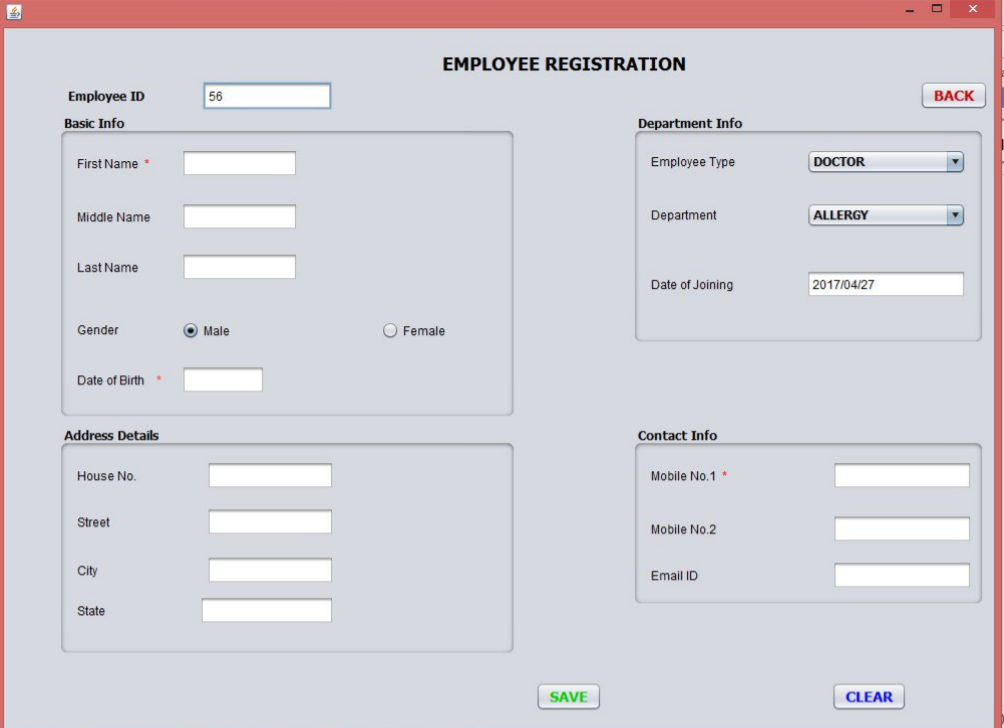 EMPLOYEE REGISTRATION
Employee ID 56
BACK
Basic Info
First Name *
Middle Name
Last Name
Gender Male Female
Date of Birth *
Department Info
Employee Type DOCTOR
Department ALLERGY
Date of Joining 2017/04/27
Address Details
House No.
Street
City
State
Contact Info
Mobile No.1 *
Mobile No.2
Email ID
SAVE CLEAR